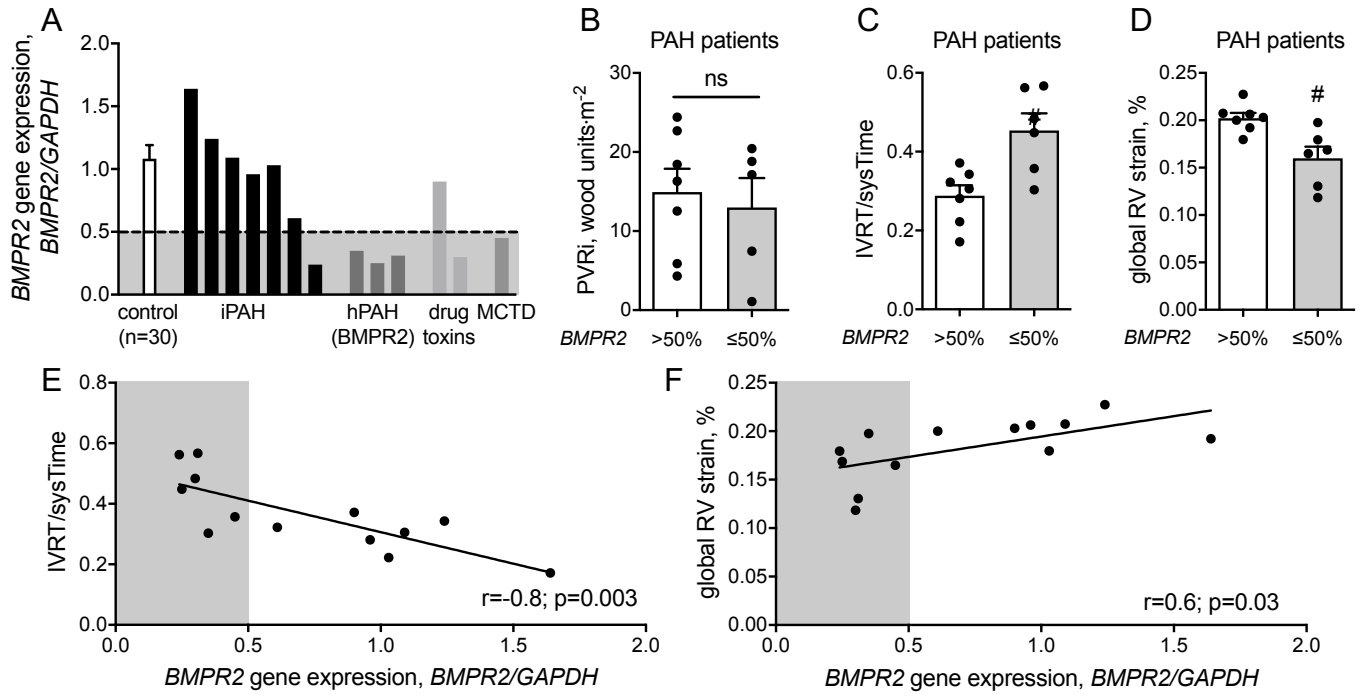 A
BMPR2 gene expression,
BMPR2/GAPDH
2.0
1.5
1.0
0.5
0.0
control
(n=30)
iPAH
hPAH
(BMPR2)
drug
toxins
MCTD
B
PAH patients
PVRi, wood units·m-2
30
20
10
0
ns
BMPR2 >50% ≤50%
C
PAH patients
IVRT/sysTime
0.6
0.4
0.2
0.0
#
BMPR2 >50% ≤50%
D
PAH patients
global RV strain, %
0.25
0.20
0.15
0.10
0.05
0.00
#
BMPR2 >50% ≤50%
E
IVRT/sysTime
0.8
0.6
0.4
0.2
0.0
r=-0.8; p=0.003
0.0 0.5 1.0 1.5 2.0
BMPR2 gene expression, BMPR2/GAPDH
F
global RV strain, %
0.25
0.20
0.15
0.10
0.05
0.00
r=0.6; p=0.03
0.0 0.5 1.0 1.5 2.0
BMPR2 gene expression, BMPR2/GAPDH